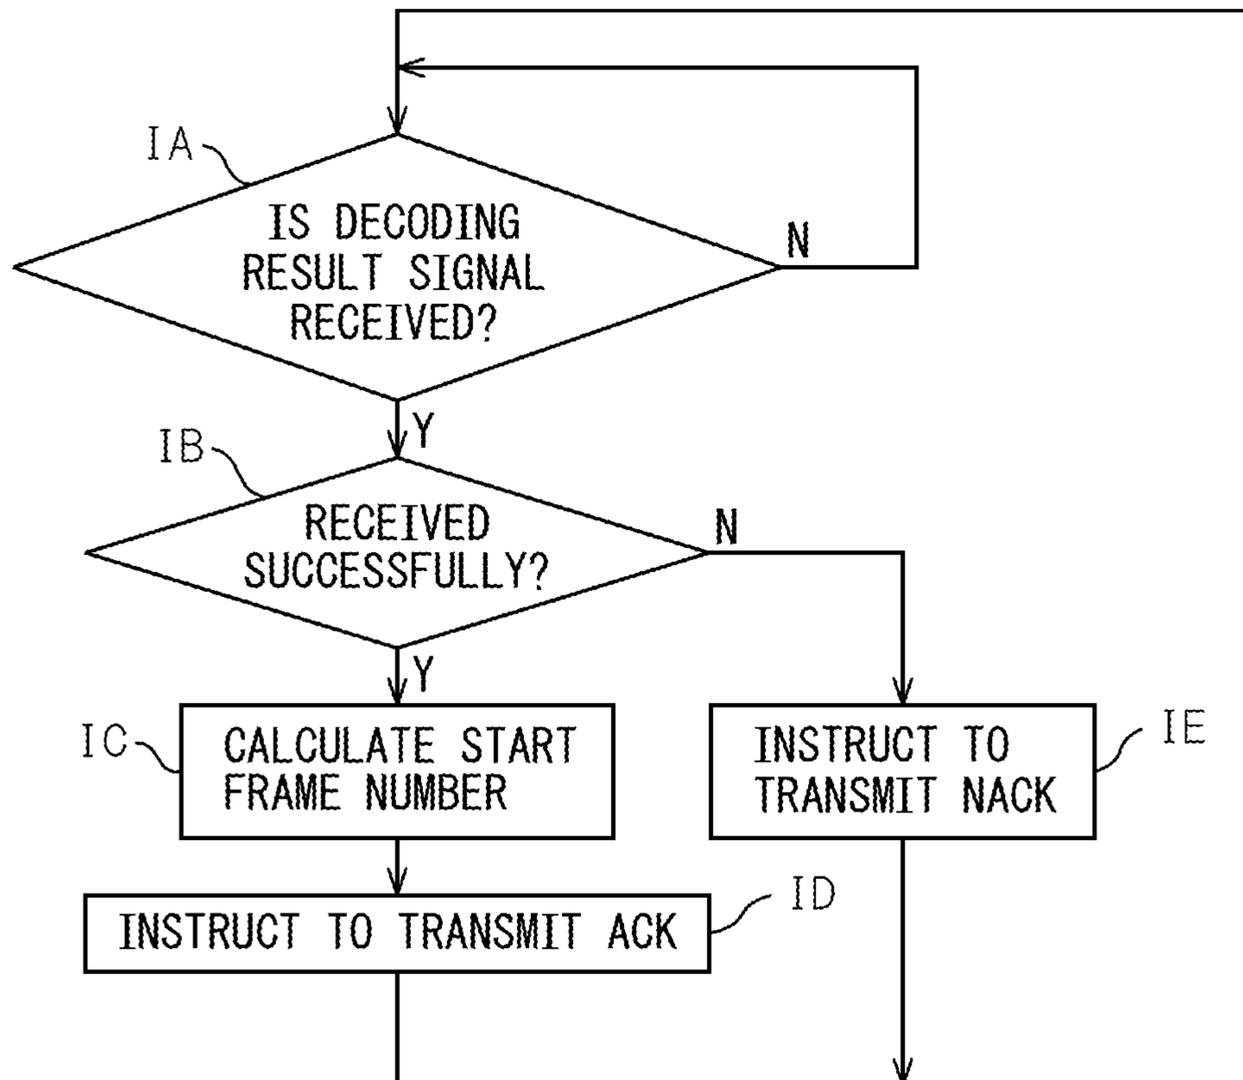 IA
IS DECODING
RESULT SIGNAL
RECEIVED?
N
Y
IB
RECEIVED
SUCCESSFULLY?
N
Y
IC
CALCULATE START
FRAME NUMBER
INSTRUCT TO
TRANSMIT NACK
IE
INSTRUCT TO TRANSMIT ACK
ID